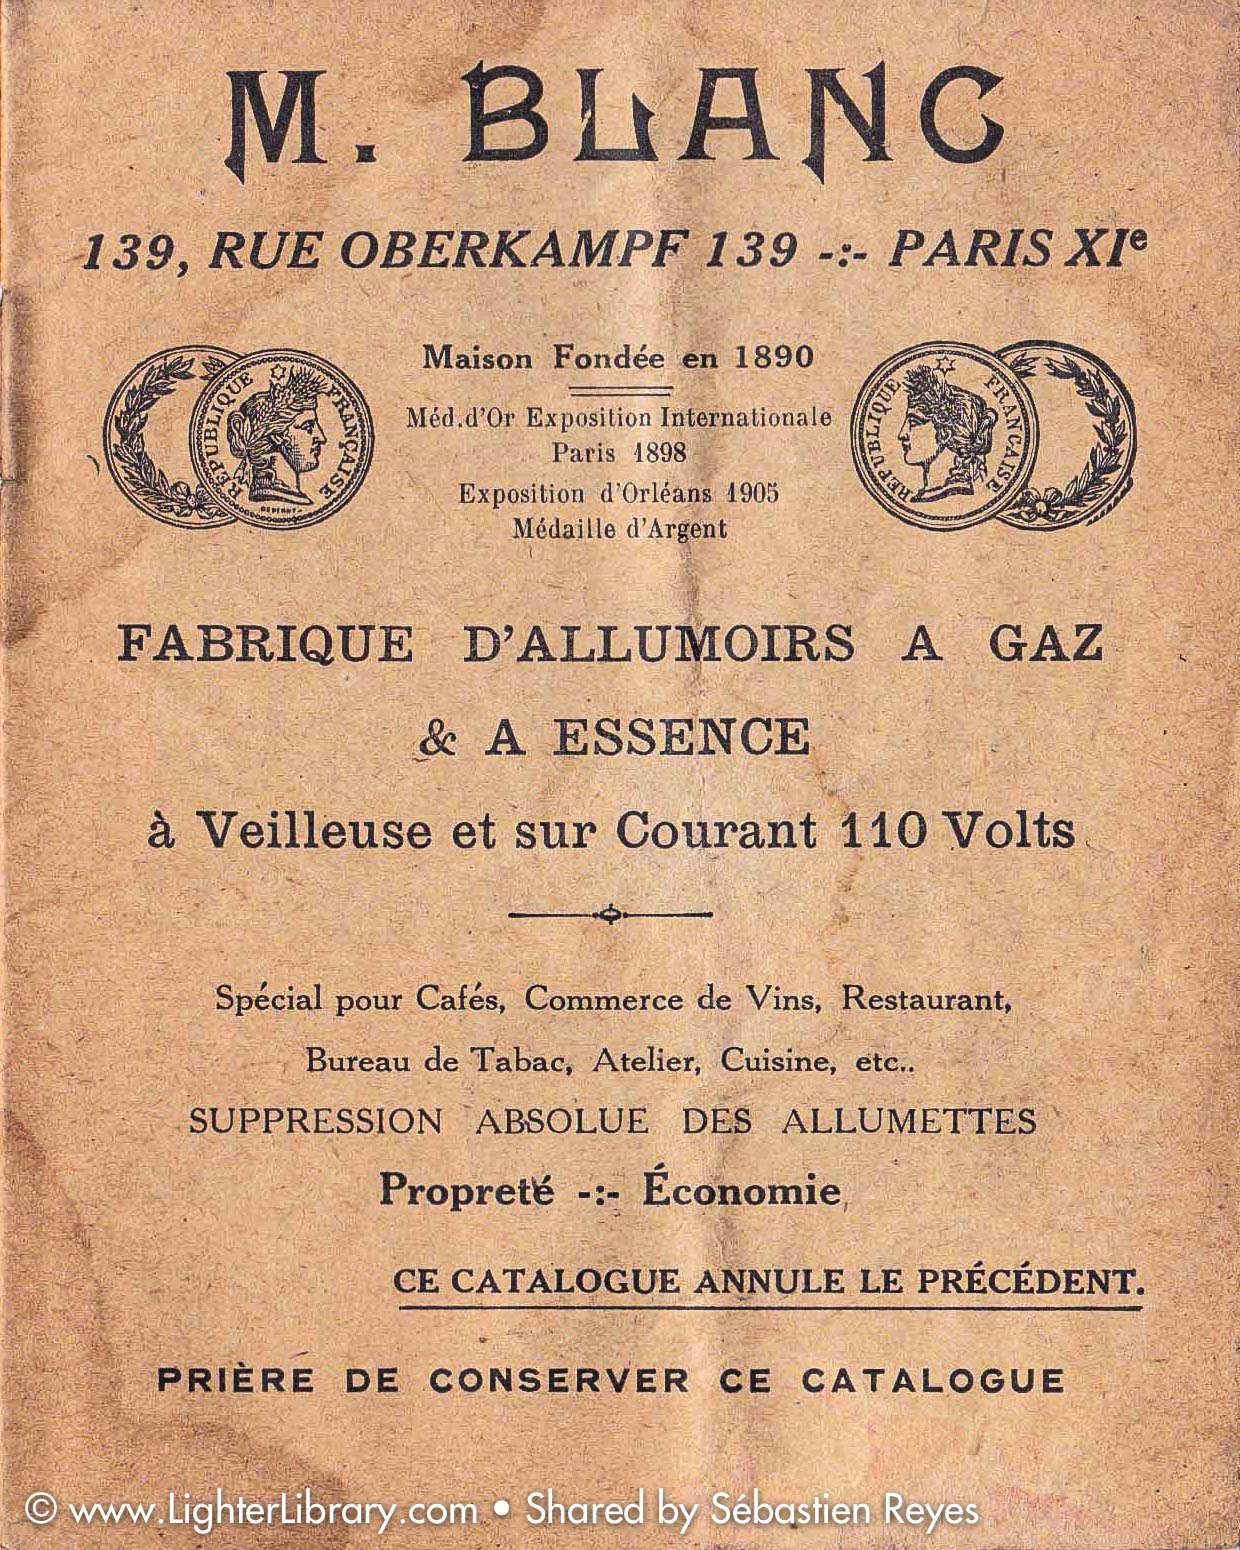 M. BLANC
139, RUE OBERKAMPF 139 -:- PARIS XIe
Maison Fondée en 1890
Méd.d'Or Exposition Internationale
Paris 1898
Exposition d'Orléans 1905
Médaille d'Argent
RÉPUBLIQUE FRANÇAISE
RÉPUBLIQUE FRANÇAISE
FABRIQUE D'ALLUMOIRS A GAZ
& A ESSENCE
à Veilleuse et sur Courant 110 Volts
Spécial pour Cafés, Commerce de Vins, Restaurant,
Bureau de Tabac, Atelier, Cuisine, etc..
SUPPRESSION ABSOLUE DES ALLUMETTES
Propreté -:- Économie
CE CATALOGUE ANNULE LE PRÉCÉDENT.
PRIÈRE DE CONSERVER CE CATALOGUE
© www.LighterLibrary.com • Shared by Sébastien Reyes